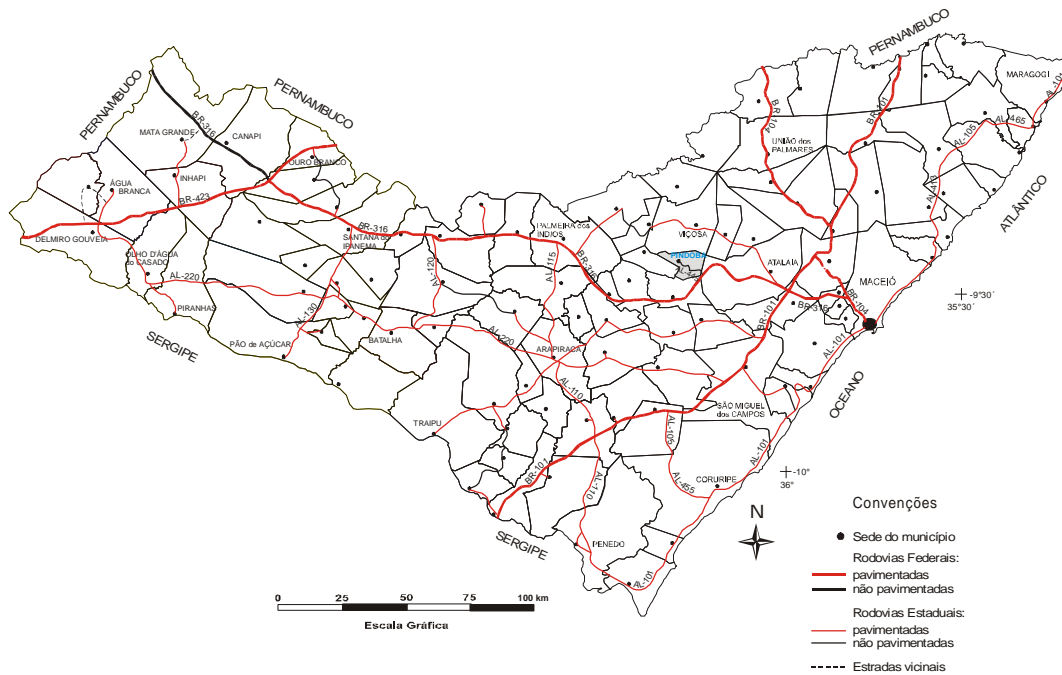 PERNAMBUCO
PERNAMBUCO
PERNAMBUCO
MARAGOGI
AL-101
BR-316
MATA GRANDE
CANAPI
BR-104
BR-101
AL-105
AL-465
UNIÃO dos
PALMARES
OURO BRANCO
INHAPI
ÁGUA
BRANCA
BR-423
AL-413
ATLÂNTICO
DELMIRO GOUVEIA
SANTANA do
IPANEMA
BR-316
PALMEIRA dos
ÍNDIOS
VIÇOSA
PINDOBA
OLHO D'ÁGUA
do CASADO
AL-220
AL-120
AL-115
BR-316
ATALAIA
MACEIÓ
-9°30'
35°30'
PIRANHAS
AL-130
BR-101
BR-316
BR-104
SERGIPE
PÃO de AÇÚCAR
BATALHA
AL-220
ARAPIRACA
AL-101
OCEANO
AL-110
TRAIPU
SÃO MIGUEL
dos CAMPOS
AL-105
AL-101
BR-101
AL-110
AL-455
CORURIPE
-10°
36°
SERGIPE
PENEDO
AL-101
N
Convenções
Sede do município
Rodovias Federais:
pavimentadas
não pavimentadas
Rodovias Estaduais:
pavimentadas
não pavimentadas
Estradas vicinais
0 25 50 75 100 km
Escala Gráfica